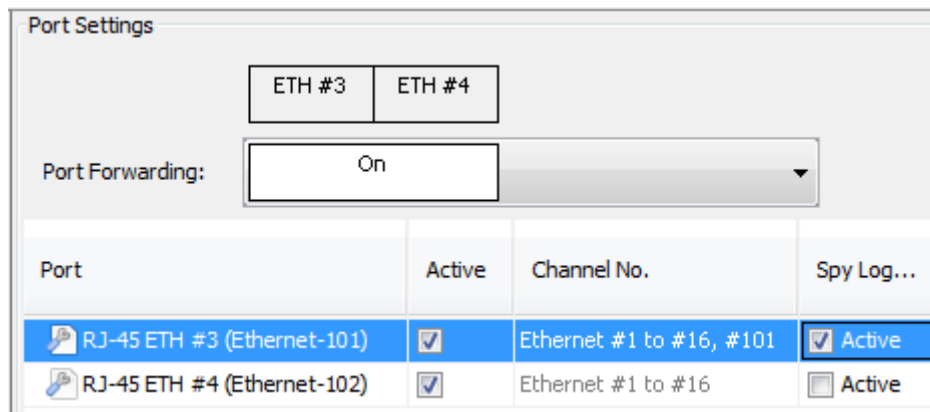 Port Settings
ETH #3 ETH #4
Port Forwarding: On
Port Active Channel No. Spy Log...
RJ-45 ETH #3 (Ethernet-101) Ethernet #1 to #16, #101 Active
RJ-45 ETH #4 (Ethernet-102) Ethernet #1 to #16 Active